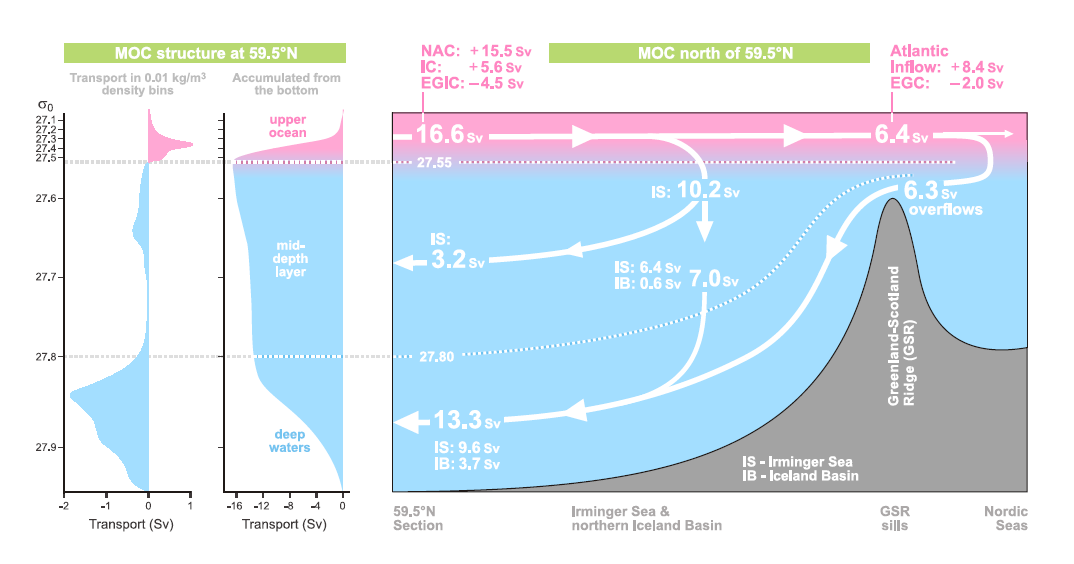 MOC structure at 59.5°N
Transport in 0.01 kg/m³
density bins
Accumulated from
the bottom
σ₀
27.1
27.2
27.3
27.4
27.5
27.6
27.7
27.8
27.9
-2
-1
0
1
Transport (Sv)
upper
ocean
mid-
depth
layer
deep
waters
-16
-12
-8
-4
0
Transport (Sv)
NAC: +15.5 Sv
IC: +5.6 Sv
EGIC: −4.5 Sv
MOC north of 59.5°N
Atlantic
Inflow: +8.4 Sv
EGC: −2.0 Sv
16.6 Sv
6.4 Sv
27.55
IS: 10.2 Sv
6.3 Sv
overflows
IS:
3.2 Sv
IS: 6.4 Sv
IB: 0.6 Sv
7.0 Sv
27.80
Greenland-Scotland
Ridge (GSR)
13.3 Sv
IS: 9.6 Sv
IB: 3.7 Sv
IS - Irminger Sea
IB - Iceland Basin
59.5°N
Section
Irminger Sea &
northern Iceland Basin
GSR
sills
Nordic
Seas